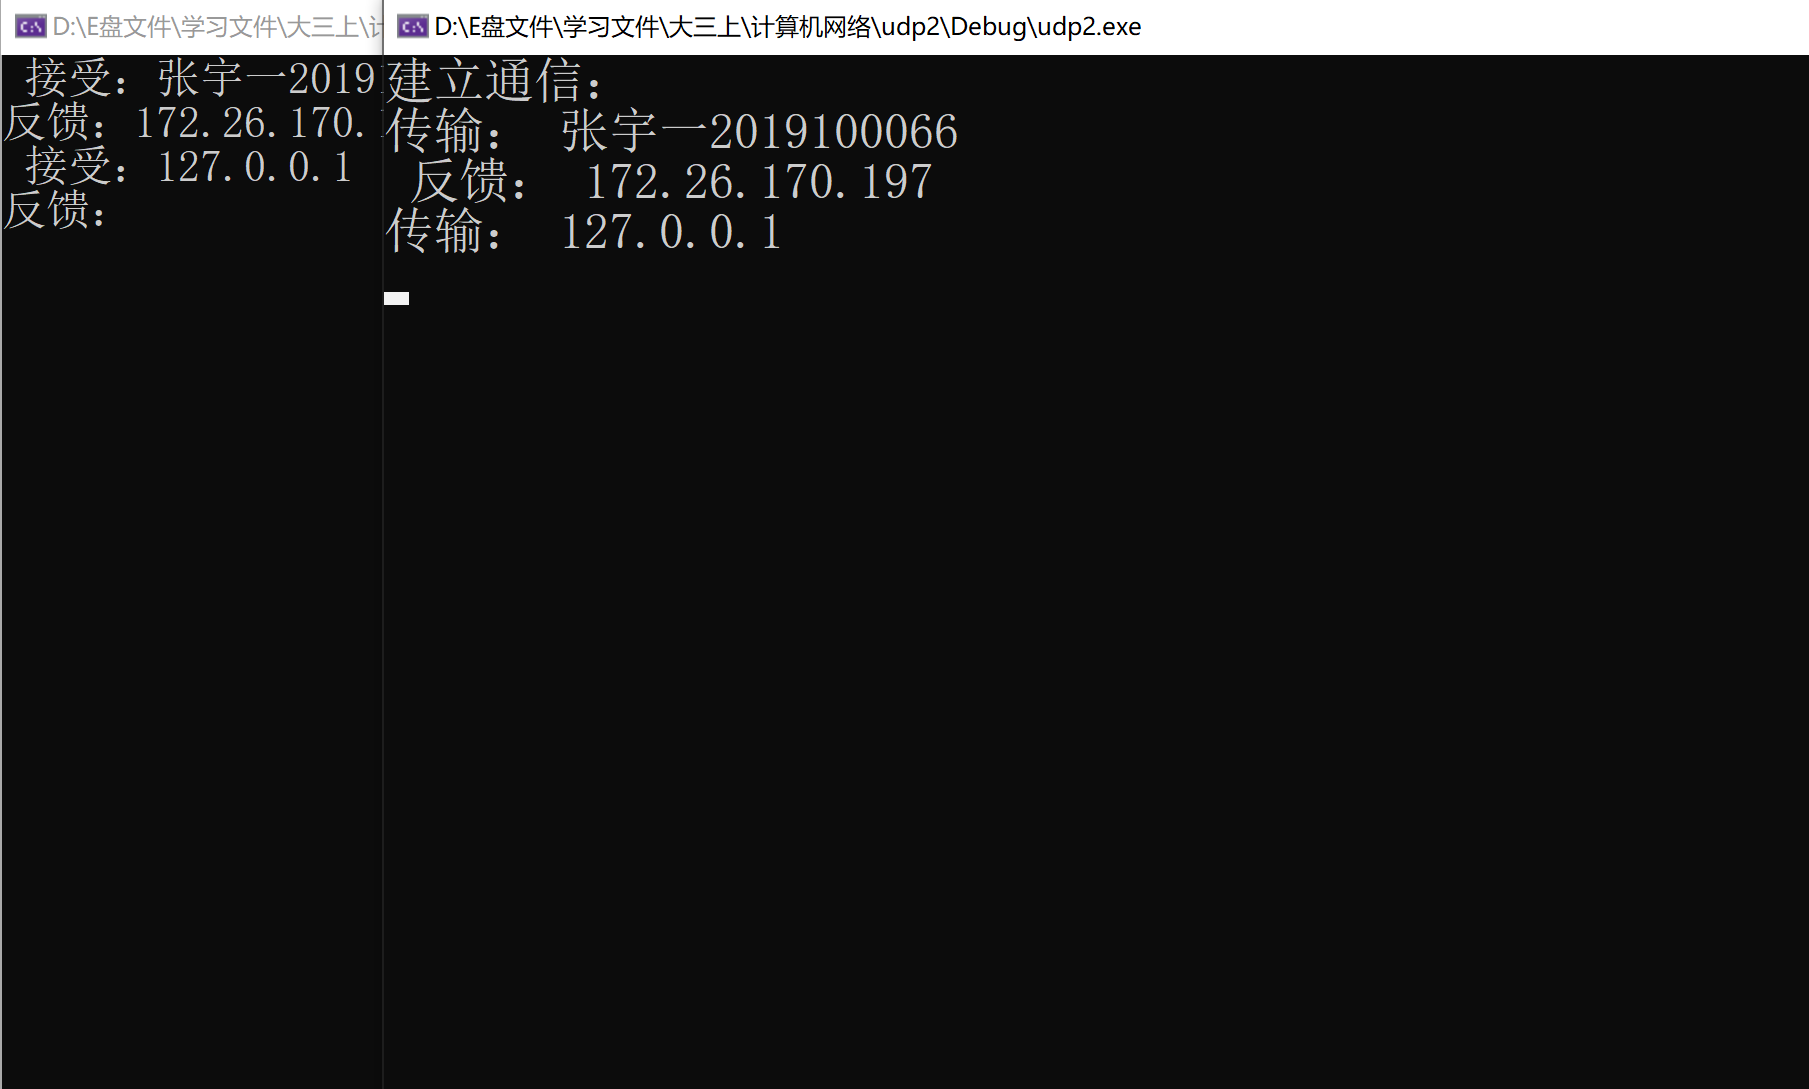 D:\E盘文件\学习文件\大三上\计
接受：张宇一2019
反馈：172.26.170.
接受：127.0.0.1
反馈：
D:\E盘文件\学习文件\大三上\计算机网络\udp2\Debug\udp2.exe
建立通信：
传输： 张宇一2019100066
反馈： 172.26.170.197
传输： 127.0.0.1